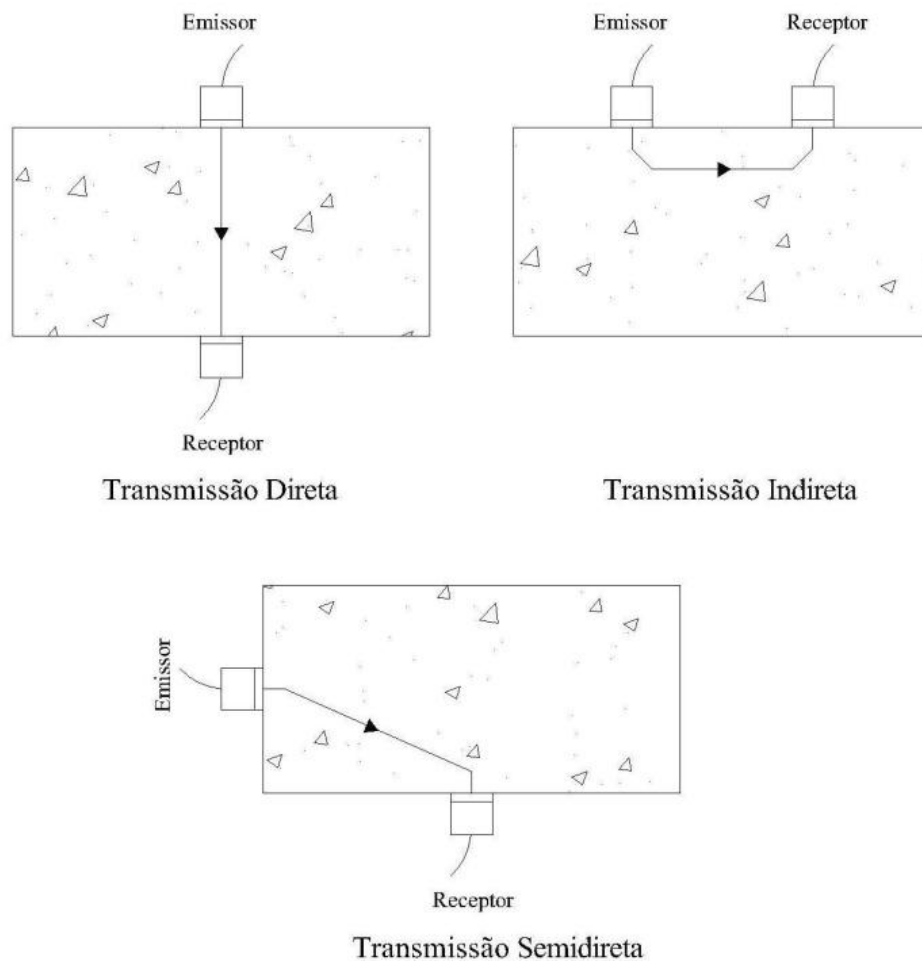 Emissor
Receptor
Transmissão Direta
Emissor
Receptor
Transmissão Indireta
Emissor
Receptor
Transmissão Semidireta